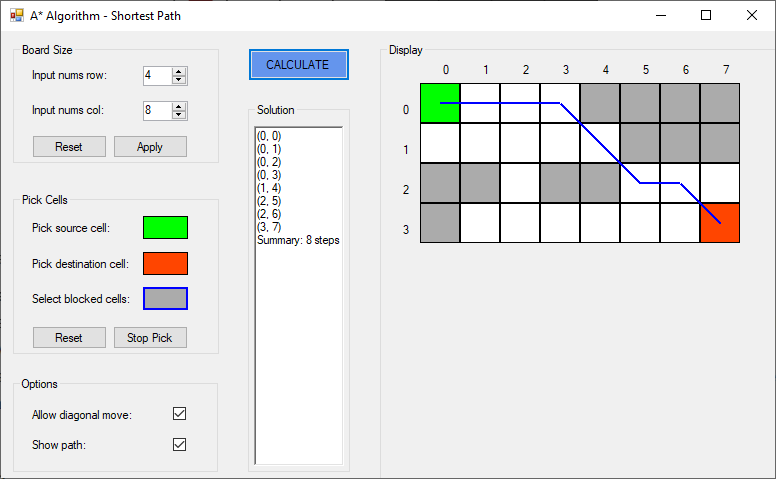 A* Algorithm - Shortest Path
Board Size
Input nums row: 4
Input nums col: 8
Reset Apply
Pick Cells
Pick source cell:
Pick destination cell:
Select blocked cells:
Reset Stop Pick
Options
Allow diagonal move:
Show path:
CALCULATE
Solution
(0, 0)
(0, 1)
(0, 2)
(0, 3)
(1, 4)
(2, 5)
(2, 6)
(3, 7)
Summary: 8 steps
Display
0 1 2 3 4 5 6 7
0
1
2
3